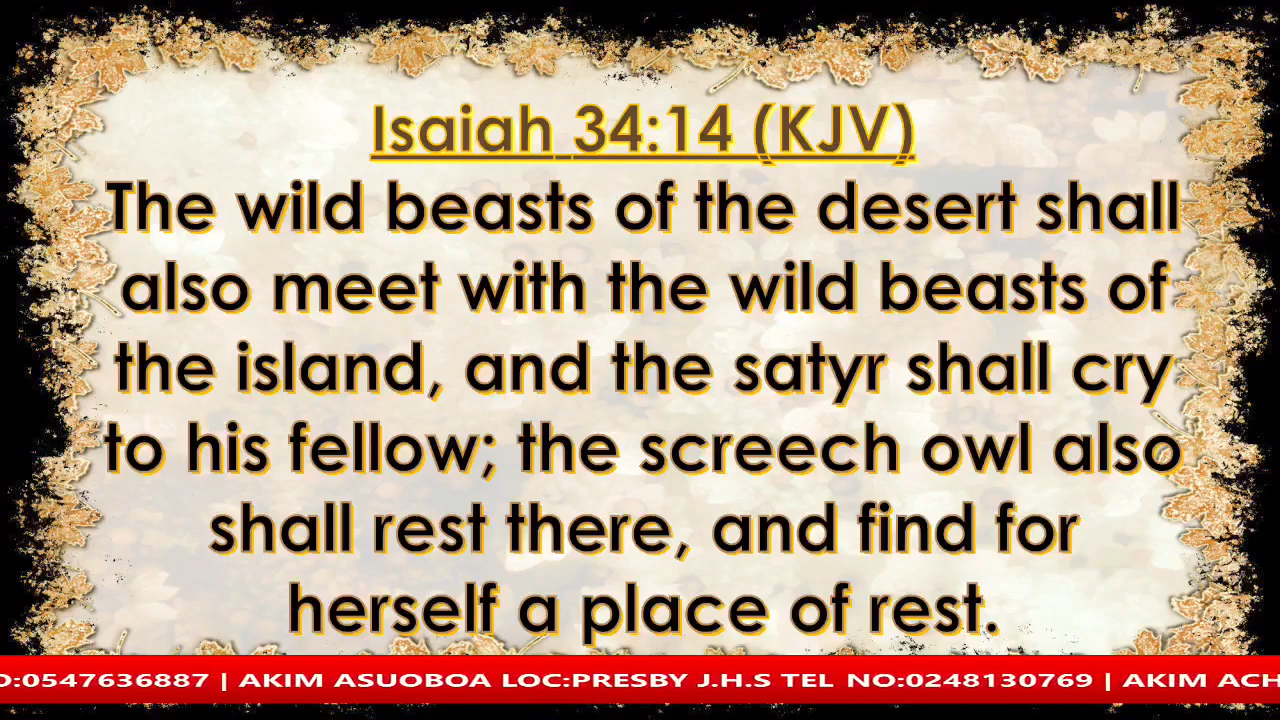 Isaiah 34:14 (KJV)
The wild beasts of the desert shall
also meet with the wild beasts of
the island, and the satyr shall cry
to his fellow; the screech owl also
shall rest there, and find for
herself a place of rest.
O:0547636887 | AKIM ASUOBOA LOC:PRESBY J.H.S TEL NO:0248130769 | AKIM ACH